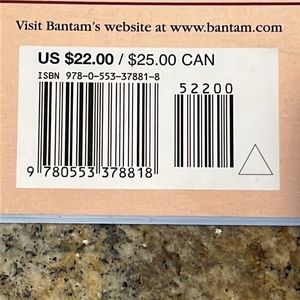 Visit Bantam's website at www.bantam.com
US $22.00 / $25.00 CAN
ISBN 978-0-553-37881-8
52200
9 780553 378818